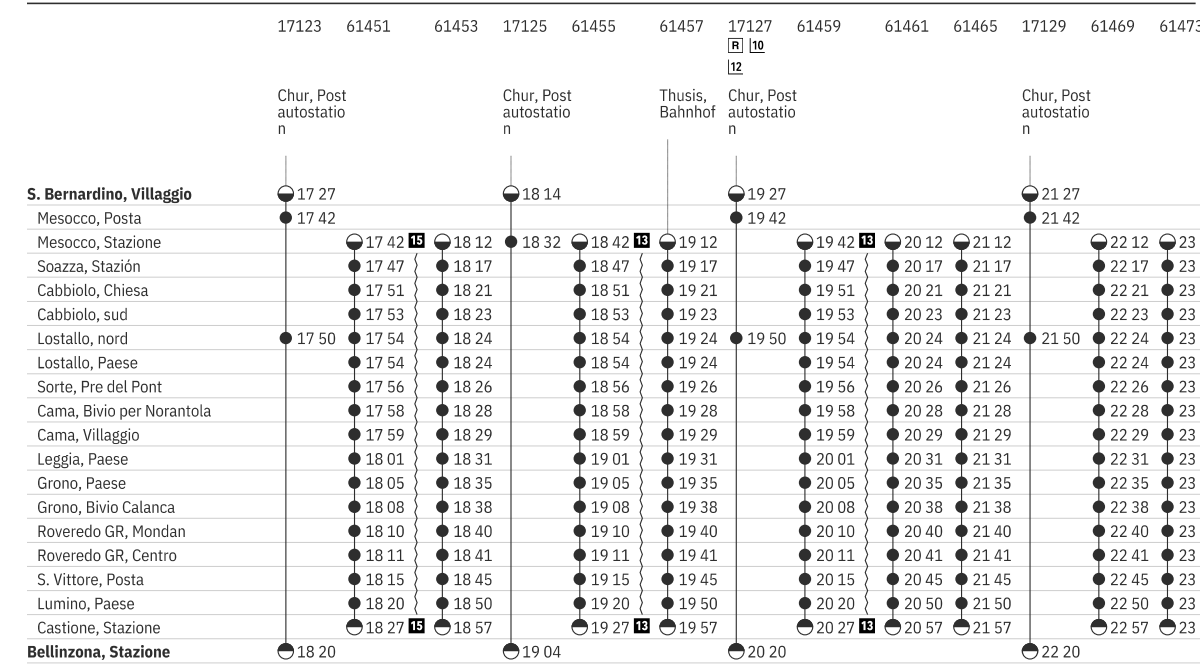 17123 61451 61453 17125 61455 61457 17127 61459 61461 61465 17129 61469 61473
R 10
12
Chur, Post Chur, Post Thusis, Chur, Post Chur, Post
autostatio autostatio Bahnhof autostatio autostatio
n n n n
S. Bernardino, Villaggio 17 27 18 14 19 27 21 27
Mesocco, Posta 17 42 19 42 21 42
Mesocco, Stazione 17 42 15 18 12 18 32 18 42 13 19 12 19 42 13 20 12 21 12 22 12 23
Soazza, Stazión 17 47 18 17 18 47 19 17 19 47 20 17 21 17 22 17 23
Cabbiolo, Chiesa 17 51 18 21 18 51 19 21 19 51 20 21 21 21 22 21 23
Cabbiolo, sud 17 53 18 23 18 53 19 23 19 53 20 23 21 23 22 23 23
Lostallo, nord 17 50 17 54 18 24 18 54 19 24 19 50 19 54 20 24 21 24 21 50 22 24 23
Lostallo, Paese 17 54 18 24 18 54 19 24 19 54 20 24 21 24 22 24 23
Sorte, Pre del Pont 17 56 18 26 18 56 19 26 19 56 20 26 21 26 22 26 23
Cama, Bivio per Norantola 17 58 18 28 18 58 19 28 19 58 20 28 21 28 22 28 23
Cama, Villaggio 17 59 18 29 18 59 19 29 19 59 20 29 21 29 22 29 23
Leggia, Paese 18 01 18 31 19 01 19 31 20 01 20 31 21 31 22 31 23
Grono, Paese 18 05 18 35 19 05 19 35 20 05 20 35 21 35 22 35 23
Grono, Bivio Calanca 18 08 18 38 19 08 19 38 20 08 20 38 21 38 22 38 23
Roveredo GR, Mondan 18 10 18 40 19 10 19 40 20 10 20 40 21 40 22 40 23
Roveredo GR, Centro 18 11 18 41 19 11 19 41 20 11 20 41 21 41 22 41 23
S. Vittore, Posta 18 15 18 45 19 15 19 45 20 15 20 45 21 45 22 45 23
Lumino, Paese 18 20 18 50 19 20 19 50 20 20 20 50 21 50 22 50 23
Castione, Stazione 18 27 15 18 57 19 27 13 19 57 20 27 13 20 57 21 57 22 57 23
Bellinzona, Stazione 18 20 19 04 20 20 22 20